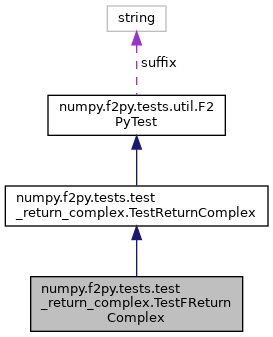 string
suffix
numpy.f2py.tests.util.F2
PyTest
numpy.f2py.tests.test
_return_complex.TestReturnComplex
numpy.f2py.tests.test
_return_complex.TestFReturn
Complex